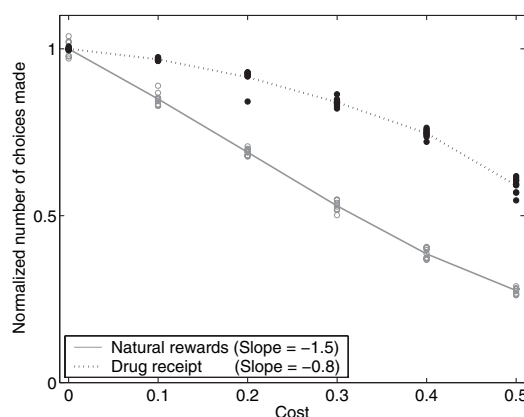 Normalized number of choices made
1
0.5
0
Natural rewards (Slope = −1.5)
Drug receipt (Slope = −0.8)
0 0.1 0.2 0.3 0.4 0.5
Cost